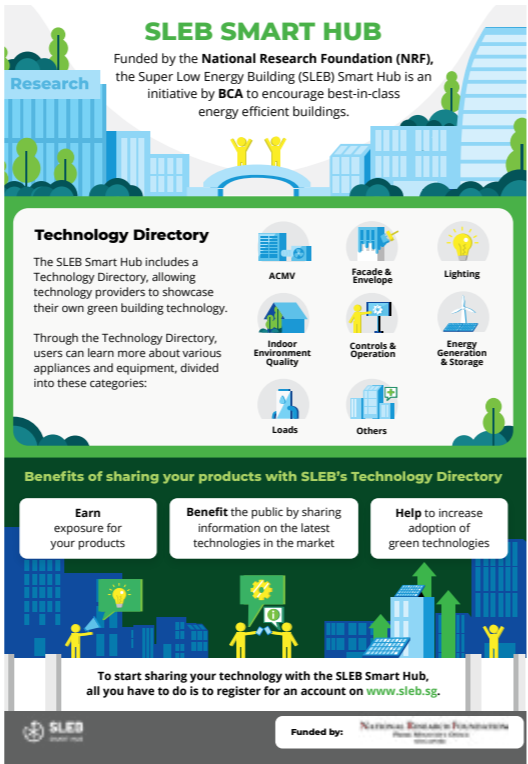 SLEB SMART HUB
Funded by the National Research Foundation (NRF),
the Super Low Energy Building (SLEB) Smart Hub is an
initiative by BCA to encourage best-in-class
energy efficient buildings.
Research
Technology Directory
The SLEB Smart Hub includes a
Technology Directory, allowing
technology providers to showcase
their own green building technology.
Through the Technology Directory,
users can learn more about various
appliances and equipment, divided
into these categories:
ACMV
Facade &
Envelope
Lighting
Indoor
Environment
Quality
Controls &
Operation
Energy
Generation
& Storage
Loads
Others
Benefits of sharing your products with SLEB's Technology Directory
Earn
exposure for
your products
Benefit the public by sharing
information on the latest
technologies in the market
Help to increase
adoption of
green technologies
To start sharing your technology with the SLEB Smart Hub,
all you have to do is to register for an account on www.sleb.sg.
SLEB
SMART HUB
Funded by:
NATIONAL RESEARCH FOUNDATION
PRIME MINISTER'S OFFICE
SINGAPORE